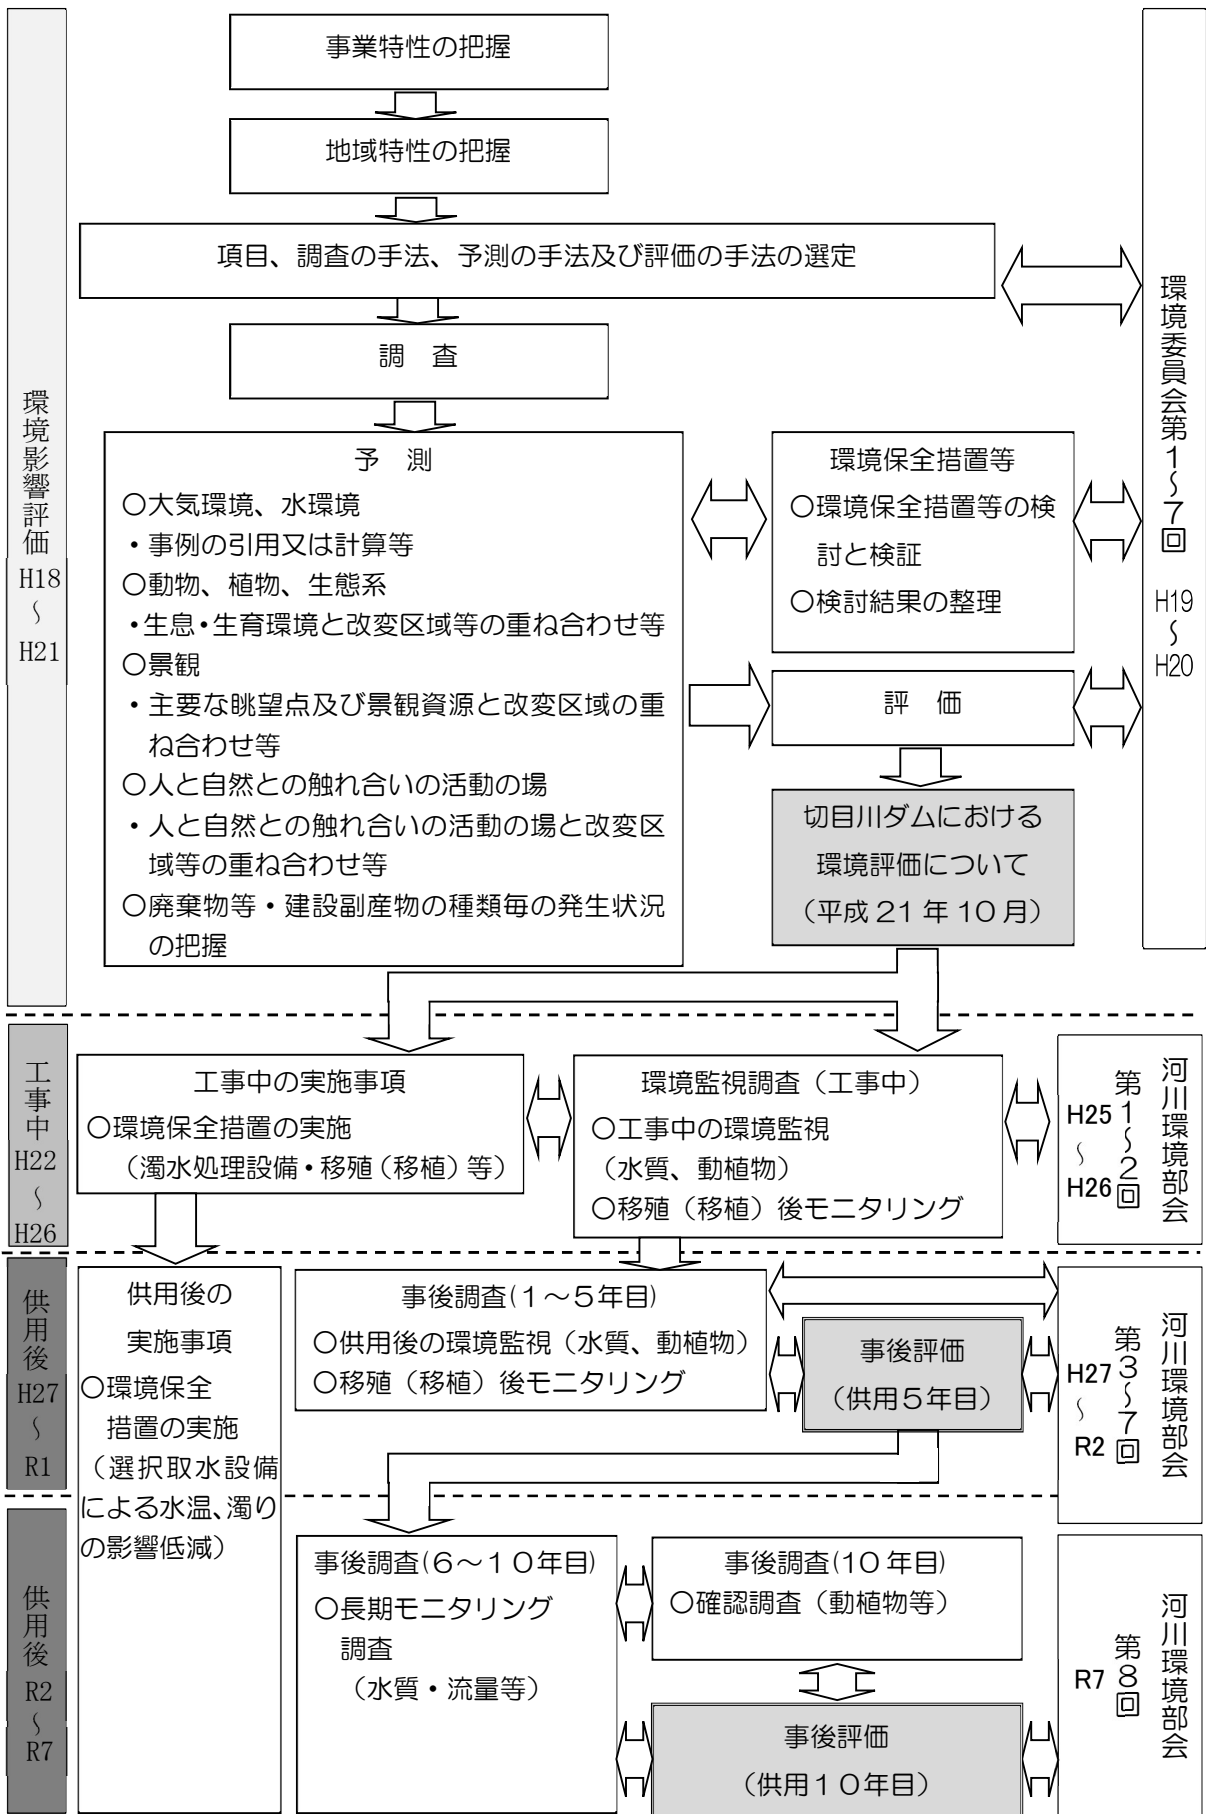 環境影響評価
H18
～
H21
事業特性の把握
地域特性の把握
項目、調査の手法、予測の手法及び評価の手法の選定
調　査
予　測
○大気環境、水環境
・事例の引用又は計算等
○動物、植物、生態系
・生息・生育環境と改変区域等の重ね合わせ等
○景観
・主要な眺望点及び景観資源と改変区域の重
ね合わせ等
○人と自然との触れ合いの活動の場
・人と自然との触れ合いの活動の場と改変区
域等の重ね合わせ等
○廃棄物等・建設副産物の種類毎の発生状況
の把握
環境保全措置等
○環境保全措置等の検
討と検証
○検討結果の整理
評　価
切目川ダムにおける
環境評価について
（平成 21 年 10 月）
環境委員会第１～７回
H19
～
H20
工事中
H22
～
H26
工事中の実施事項
○環境保全措置の実施
（濁水処理設備・移殖（移植）等）
環境監視調査（工事中）
○工事中の環境監視
（水質、動植物）
○移殖（移植）後モニタリング
河川環境部会
第１～２回
H25
～
H26
供用後
H27
～
R1
供用後の
実施事項
○環境保全
措置の実施
（選択取水設備
による水温、濁り
の影響低減）
事後調査(１～５年目)
○供用後の環境監視（水質、動植物）
○移殖（移植）後モニタリング
事後評価
（供用５年目）
河川環境部会
第３～７回
H27
～
R2
供用後
R2
～
R7
事後調査(６～１０年目)
○長期モニタリング
調査
（水質・流量等）
事後調査(10 年目)
○確認調査（動植物等）
事後評価
（供用１０年目）
河川環境部会
第８回
R7